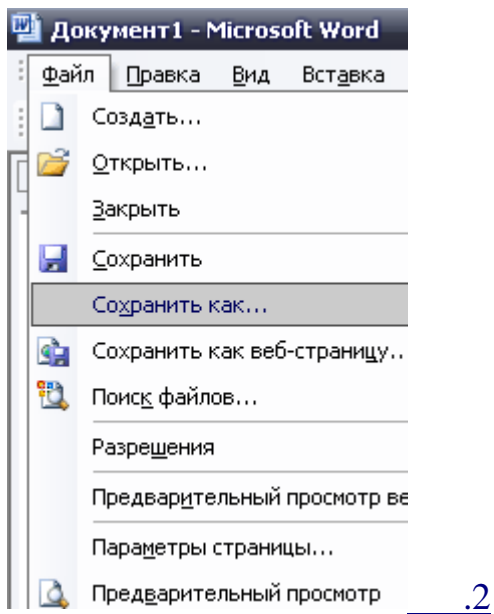 Документ1 - Microsoft Word
Файл Правка Вид Вставка
Создать...
Открыть...
Закрыть
Сохранить
Сохранить как...
Сохранить как веб-страницу..
Поиск файлов...
Разрешения
Предварительный просмотр ве
Параметры страницы...
Предварительный просмотр
.2